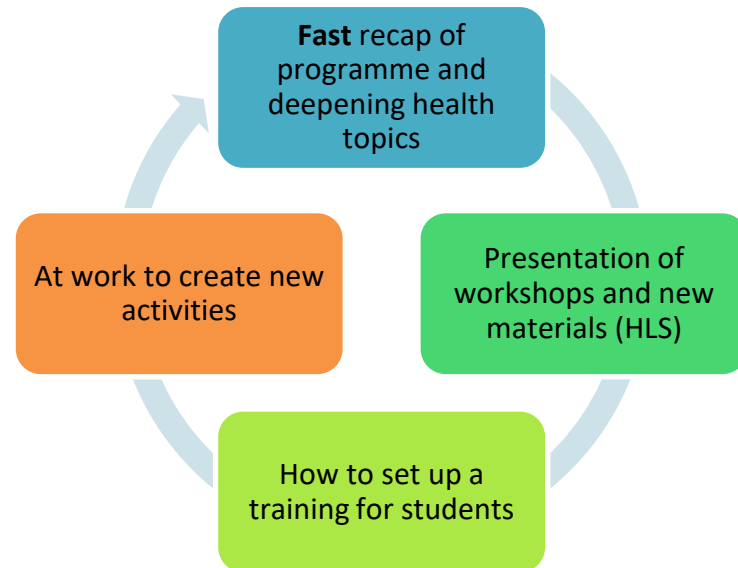 Fast recap of
programme and
deepening health
topics
Presentation of
workshops and new
materials (HLS)
How to set up a
training for students
At work to create new
activities